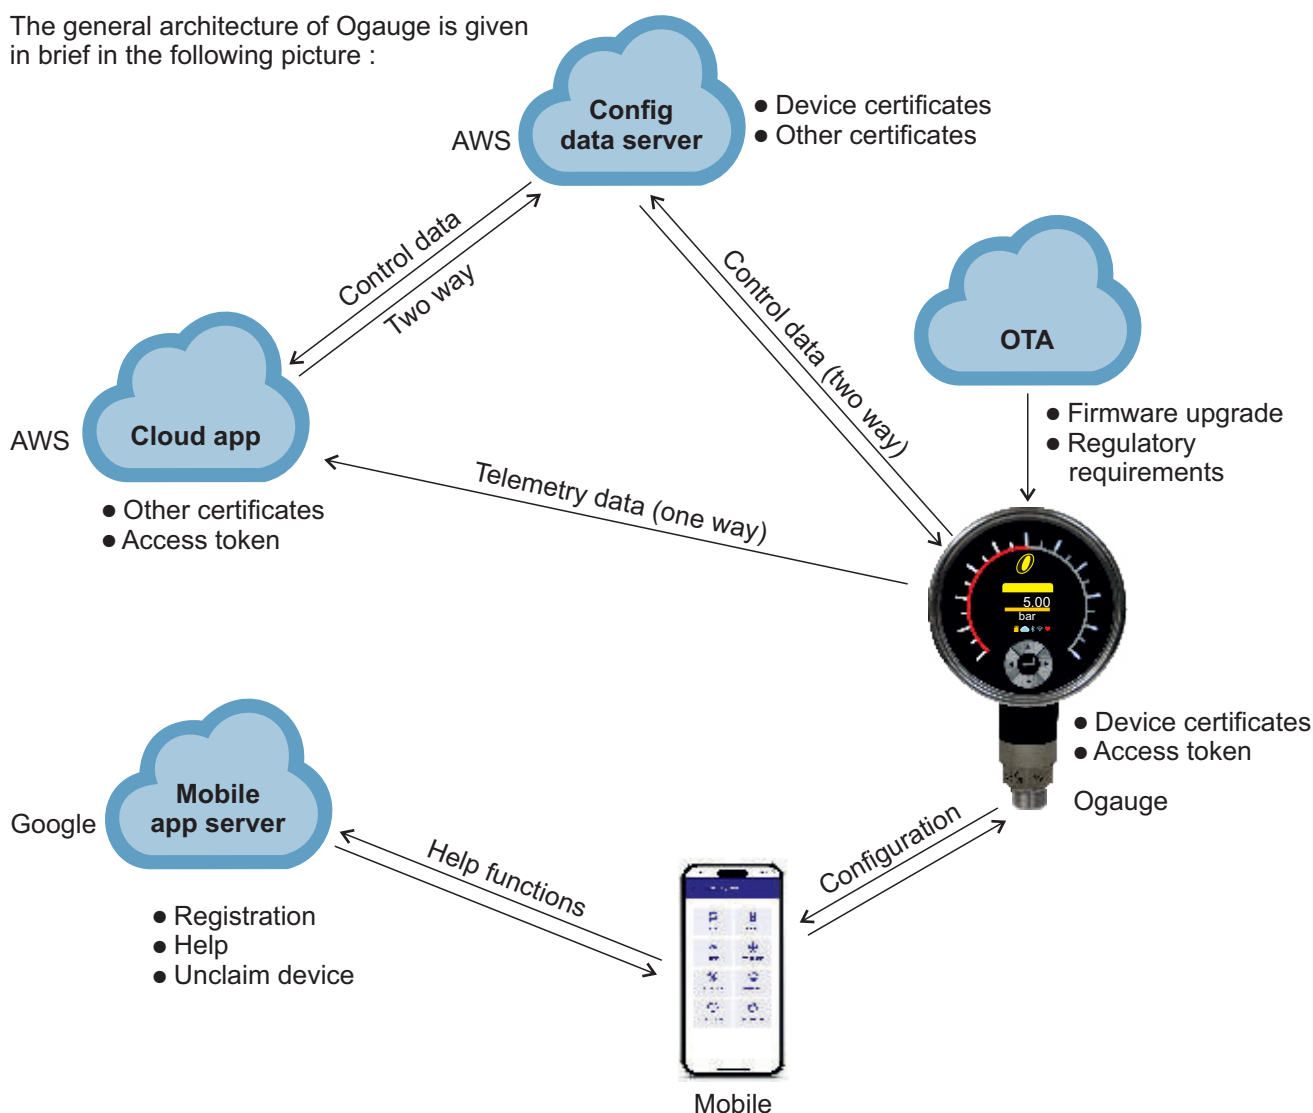 The general architecture of Ogauge is given
in brief in the following picture :
Config
data server
AWS
● Device certificates
● Other certificates
Control data
Two way
Control data (two way)
OTA
● Firmware upgrade
● Regulatory
requirements
Cloud app
AWS
● Other certificates
● Access token
Telemetry data (one way)
5.00
bar
● Device certificates
● Access token
Ogauge
Mobile
app server
Google
● Registration
● Help
● Unclaim device
Help functions
Configuration
Mobile